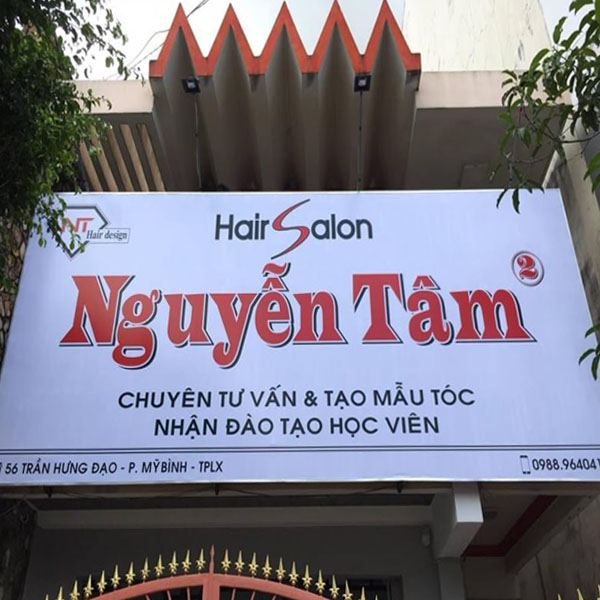 NT
Hair design
Hair Salon
Nguyễn Tâm 2
CHUYÊN TƯ VẤN & TẠO MẪU TÓC
NHẬN ĐÀO TẠO HỌC VIÊN
56 TRẦN HƯNG ĐẠO - P. MỸ BÌNH - TPLX